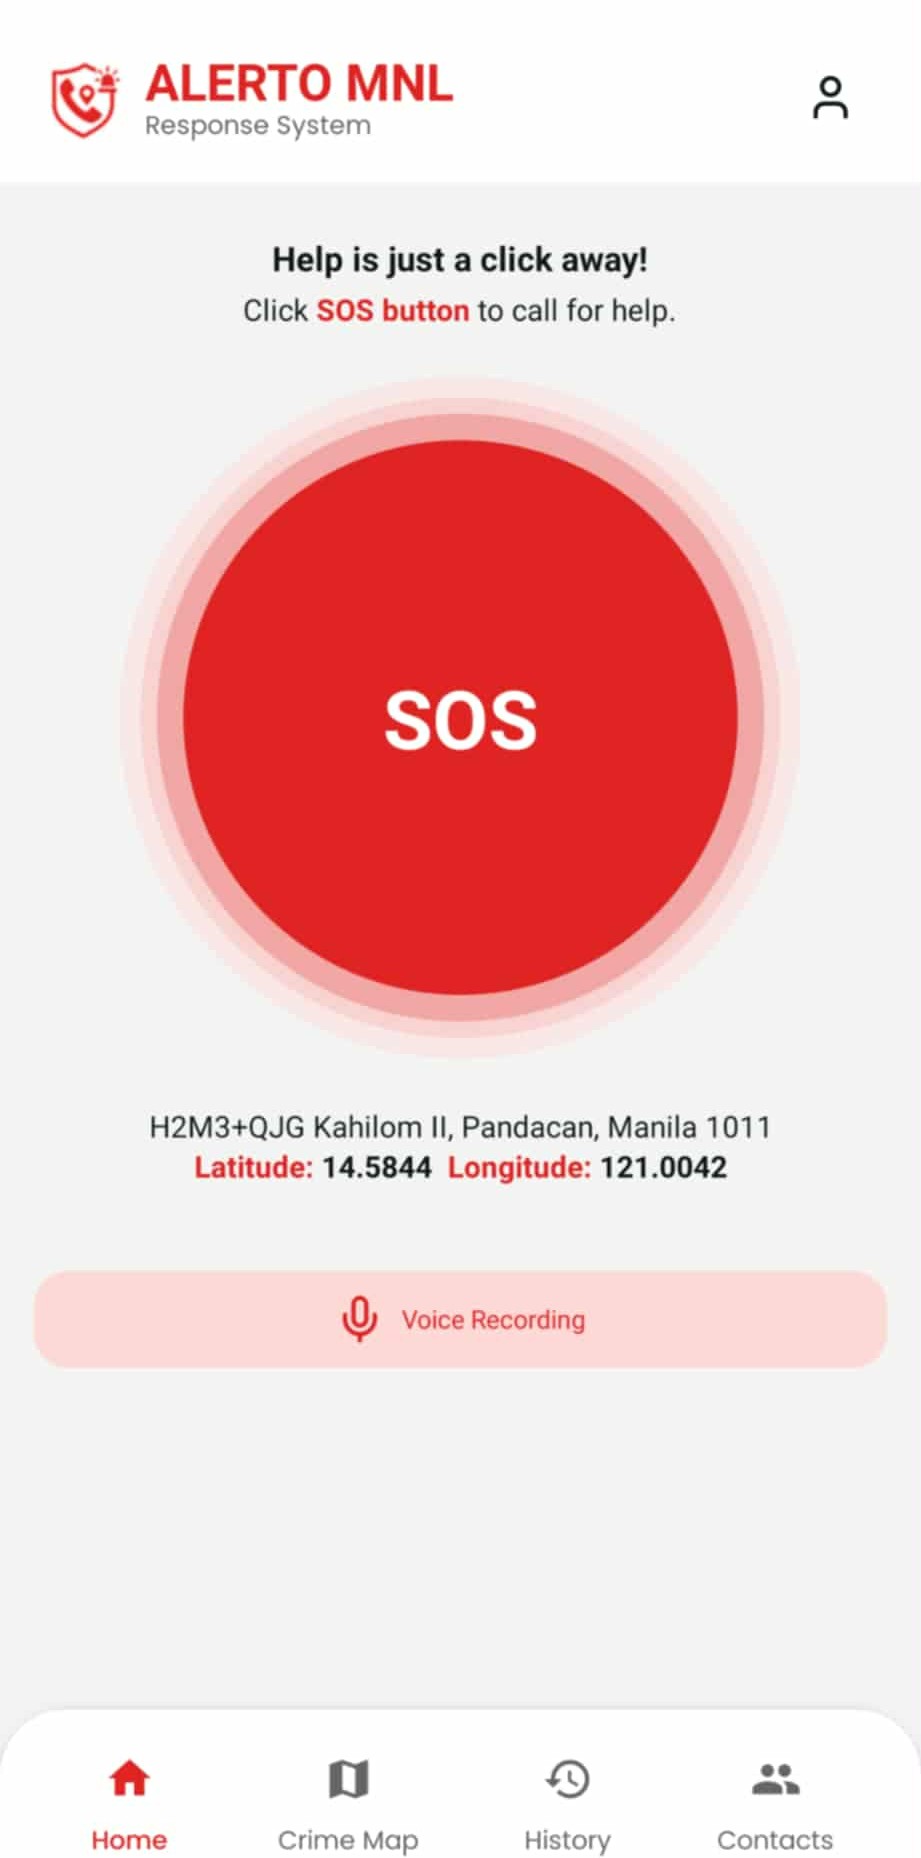 ALERTO MNL
Response System
Help is just a click away!
Click SOS button to call for help.
SOS
H2M3+QJG Kahilom II, Pandacan, Manila 1011
Latitude: 14.5844 Longitude: 121.0042
Voice Recording
Home
Crime Map
History
Contacts